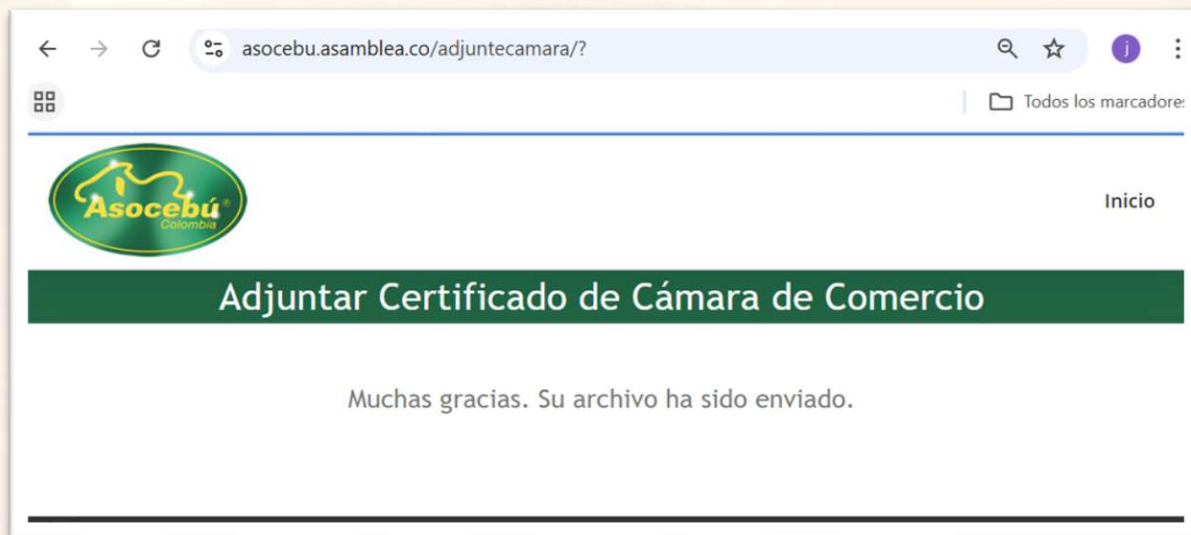 asocebu.asamblea.co/adjuntecamara/?
j
Todos los marcadores
Asocebú®
Colombia
Inicio
Adjuntar Certificado de Cámara de Comercio
Muchas gracias. Su archivo ha sido enviado.